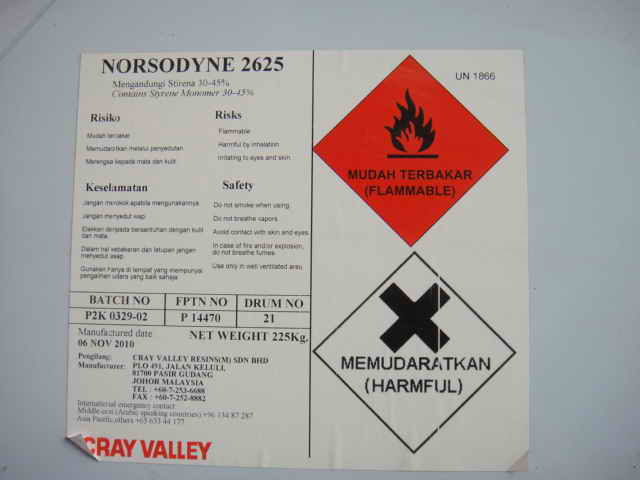 NORSODYNE 2625
Mengandungi Stirena 30-45%
Contains Styrene Monomer 30-45%
Risiko
Mudah terbakar
Memudaratkan melalui penyedutan
Merengsa kepada mata dan kulit
Risks
Flammable
Harmful by inhalation
Irritating to eyes and skin
Keselamatan
Jangan merokok apabila mengunakannya
Jangan menyedut wap
Elakkan daripada bersentuhan dengan kulit
dan mata.
Dalam hal kebakaran dan letupan jangan
menyedut asap
Gunakan hanya di tempat yang mempunyai
pengaliran udara yang baik sahaja
Safety
Do not smoke when using.
Do not breathe vapors
Avoid contact with skin and eyes
In case of fire and/or explosion,
do not breathe fumes.
Use only in well ventilated area
BATCH NO FPTN NO DRUM NO
P2K 0329-02 P 14470 21
Manufactured date
06 NOV 2010
NET WEIGHT 225Kg.
Pengilang: CRAY VALLEY RESINS(M) SDN BHD
Manufacturer: PLO 491, JALAN KELULI,
81700 PASIR GUDANG
JOHOR MALAYSIA
TEL : +60-7-253-6688
FAX : +60-7-252-8882
International emergency contact
Middle-east (Arabic speaking countries) +96 134 87 287
Asia Pacific,others +65 633 44 177
CRAY VALLEY
UN 1866
MUDAH TERBAKAR
(FLAMMABLE)
MEMUDARATKAN
(HARMFUL)